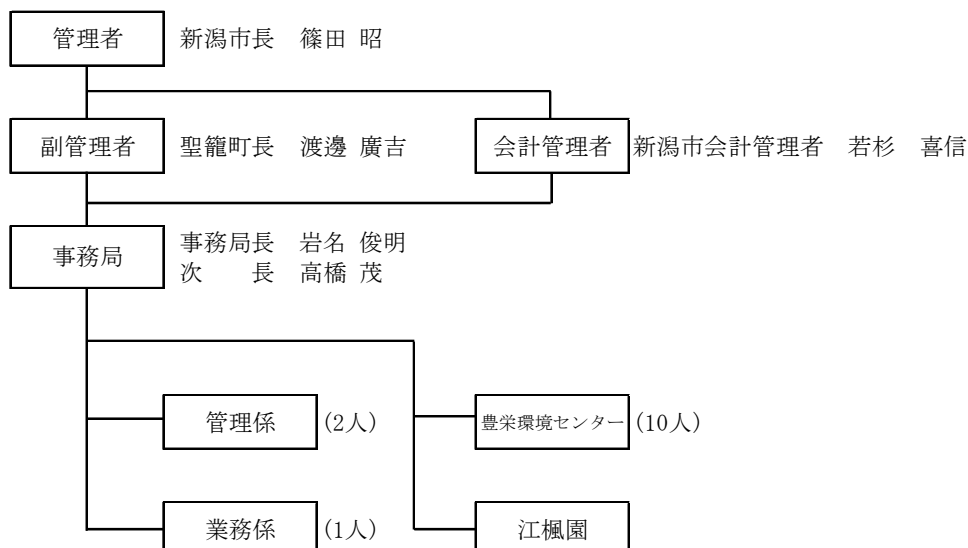 管理者 新潟市長 篠田 昭
副管理者 聖籠町長 渡邊 廣吉 会計管理者 新潟市会計管理者 若杉 喜信
事務局 事務局長 岩名 俊明
次 長 高橋 茂
管理係 (2人) 豊栄環境センター (10人)
業務係 (1人) 江楓園